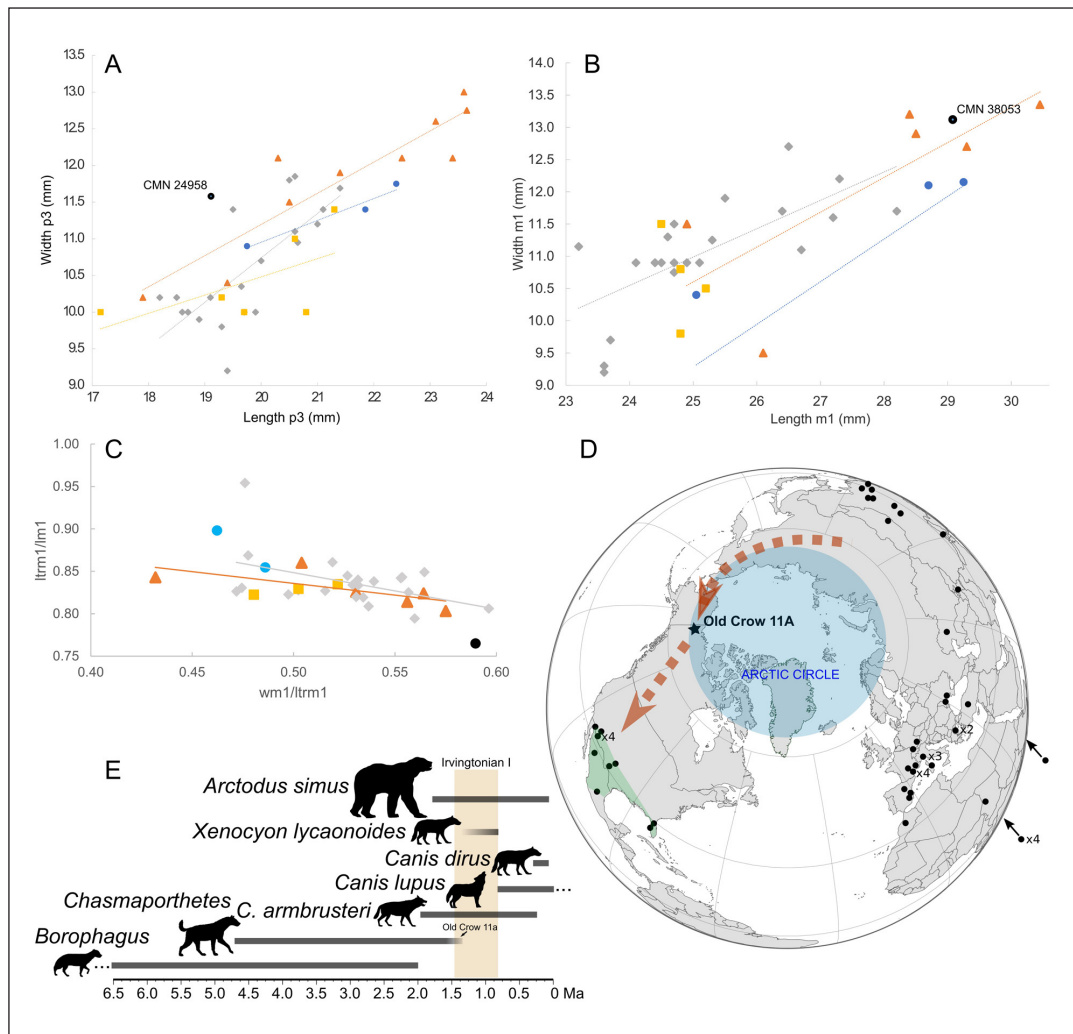 A
13.5
13.0
12.5
12.0
11.5
11.0
10.5
10.0
9.5
9.0
Width p3 (mm)
CMN 24958
17 18 19 20 21 22 23 24
Length p3 (mm)
B
14.0
13.5
13.0
12.5
12.0
11.5
11.0
10.5
10.0
9.5
9.0
Width m1 (mm)
CMN 38053
23 24 25 26 27 28 29 30
Length m1 (mm)
C
1.00
0.95
0.90
0.85
0.80
0.75
ltrm1/lm1
0.40 0.45 0.50 0.55 0.60
wm1/ltrm1
D
Old Crow 11A
ARCTIC CIRCLE
x4
x2
x3
x4
x4
E
Irvingtonian I
Arctodus simus
Xenocyon lycaonoides
Canis dirus
Canis lupus
...
Chasmaporthetes
C. armbrusteri
Old Crow 11a
Borophagus
...
6.5 6.0 5.5 5.0 4.5 4.0 3.5 3.0 2.5 2.0 1.5 1.0 0.5 0 Ma